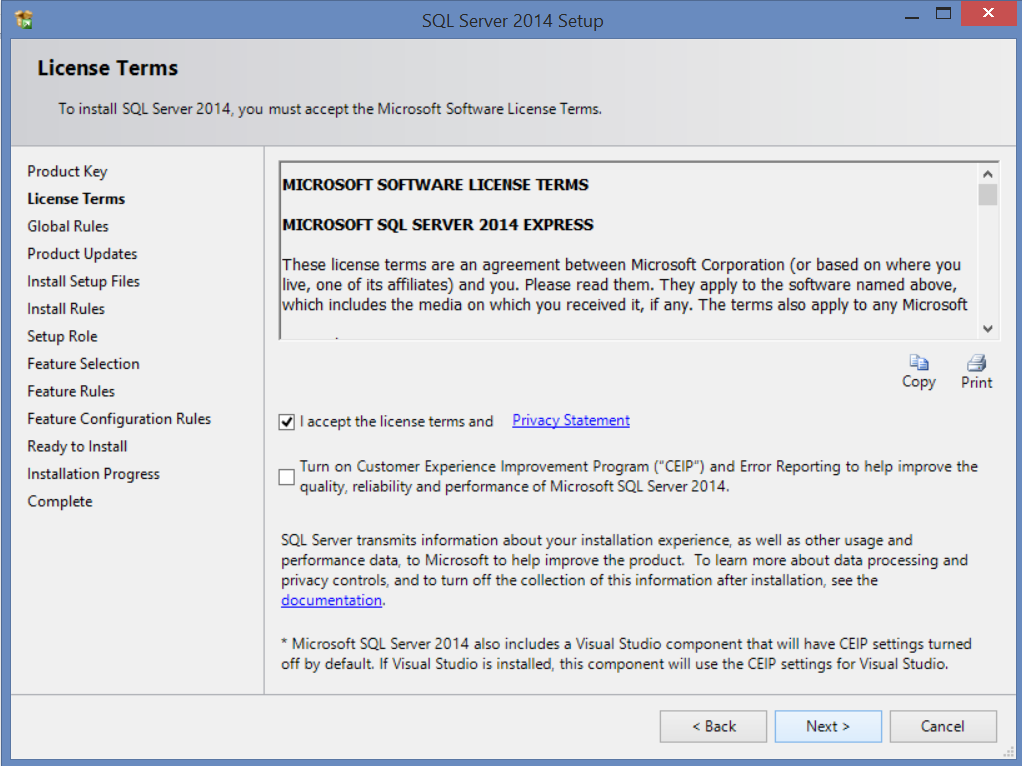 SQL Server 2014 Setup
License Terms
To install SQL Server 2014, you must accept the Microsoft Software License Terms.
Product Key
License Terms
Global Rules
Product Updates
Install Setup Files
Install Rules
Setup Role
Feature Selection
Feature Rules
Feature Configuration Rules
Ready to Install
Installation Progress
Complete
MICROSOFT SOFTWARE LICENSE TERMS
MICROSOFT SQL SERVER 2014 EXPRESS
These license terms are an agreement between Microsoft Corporation (or based on where you
live, one of its affiliates) and you. Please read them. They apply to the software named above,
which includes the media on which you received it, if any. The terms also apply to any Microsoft
Copy
Print
I accept the license terms and Privacy Statement
Turn on Customer Experience Improvement Program ("CEIP") and Error Reporting to help improve the
quality, reliability and performance of Microsoft SQL Server 2014.
SQL Server transmits information about your installation experience, as well as other usage and
performance data, to Microsoft to help improve the product.  To learn more about data processing and
privacy controls, and to turn off the collection of this information after installation, see the
documentation.
* Microsoft SQL Server 2014 also includes a Visual Studio component that will have CEIP settings turned
off by default. If Visual Studio is installed, this component will use the CEIP settings for Visual Studio.
< Back
Next >
Cancel